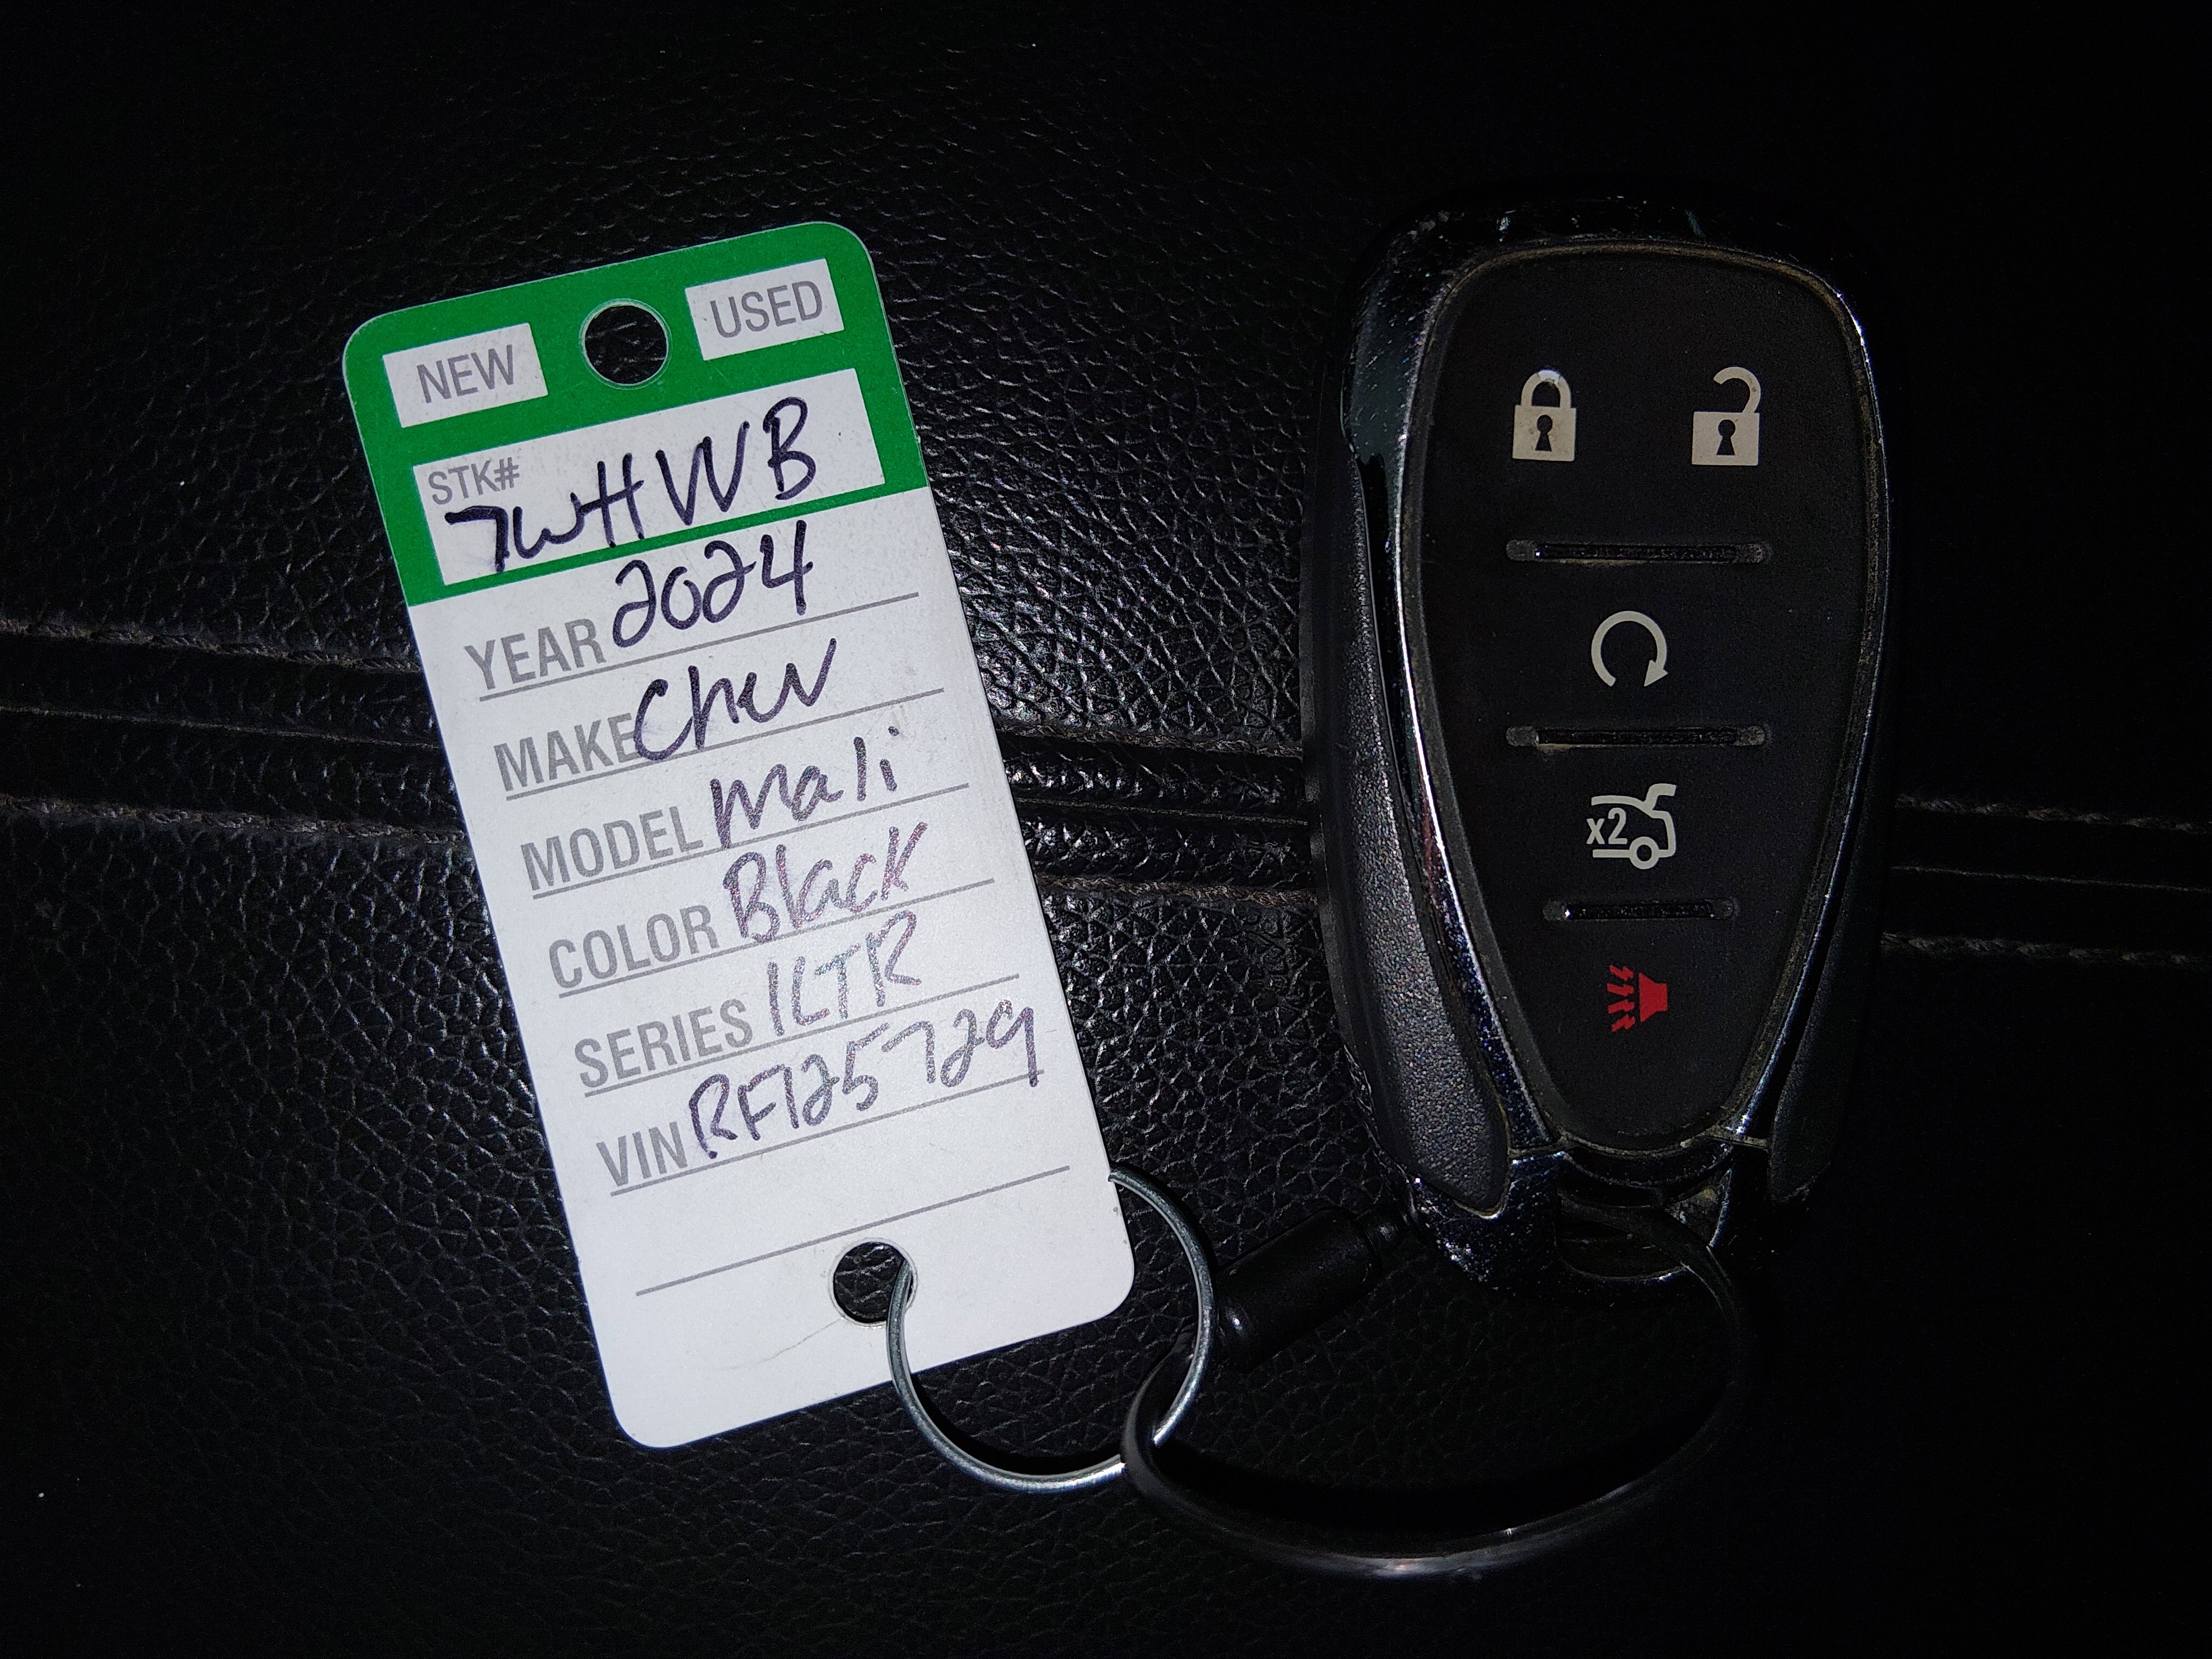 NEW USED
STK# 7WHWB
YEAR 2024
MAKE Chev
MODEL Mali
COLOR Black
SERIES 1LTR
VIN RF125729
x2